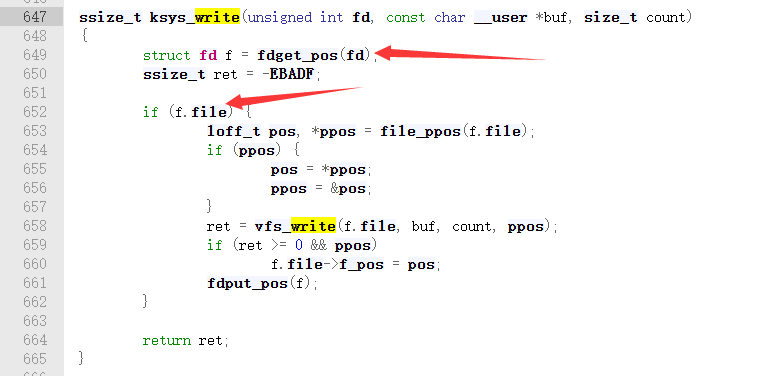 647 ssize_t ksys_write(unsigned int fd, const char __user *buf, size_t count)
648 {
649 struct fd f = fdget_pos(fd);
650 ssize_t ret = -EBADF;
651
652 if (f.file) {
653 loff_t pos, *ppos = file_ppos(f.file);
654 if (ppos) {
655 pos = *ppos;
656 ppos = &pos;
657 }
658 ret = vfs_write(f.file, buf, count, ppos);
659 if (ret >= 0 && ppos)
660 f.file->f_pos = pos;
661 fdput_pos(f);
662 }
663
664 return ret;
665 }